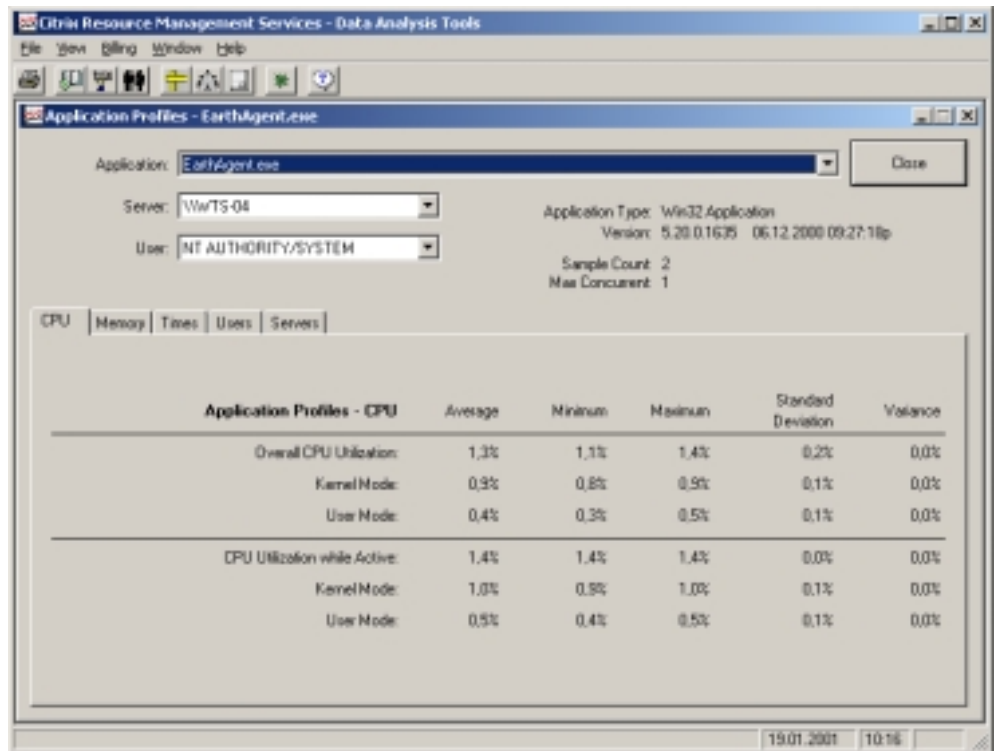 Citrix Resource Management Services - Data Analysis Tools
File View Billing Window Help
Application Profiles - EarthAgent.exe
Application: EarthAgent.exe
Close
Server: \\WTS-04
User: NT AUTHORITY/SYSTEM
Application Type: Win32 Application
Version: 5.20.0.1635 06.12.2000 09:27:18p
Sample Count 2
Max Concurrent 1
CPU Memory Times Users Servers
Application Profiles - CPU Average Minimum Maximum Standard Deviation Variance
Overall CPU Utilization: 1,3% 1,1% 1,4% 0,2% 0,0%
Kernel Mode: 0,9% 0,8% 0,9% 0,1% 0,0%
User Mode: 0,4% 0,3% 0,5% 0,1% 0,0%
CPU Utilization while Active: 1,4% 1,4% 1,4% 0,0% 0,0%
Kernel Mode: 1,0% 0,9% 1,0% 0,1% 0,0%
User Mode: 0,5% 0,4% 0,5% 0,1% 0,0%
19.01.2001 10:16